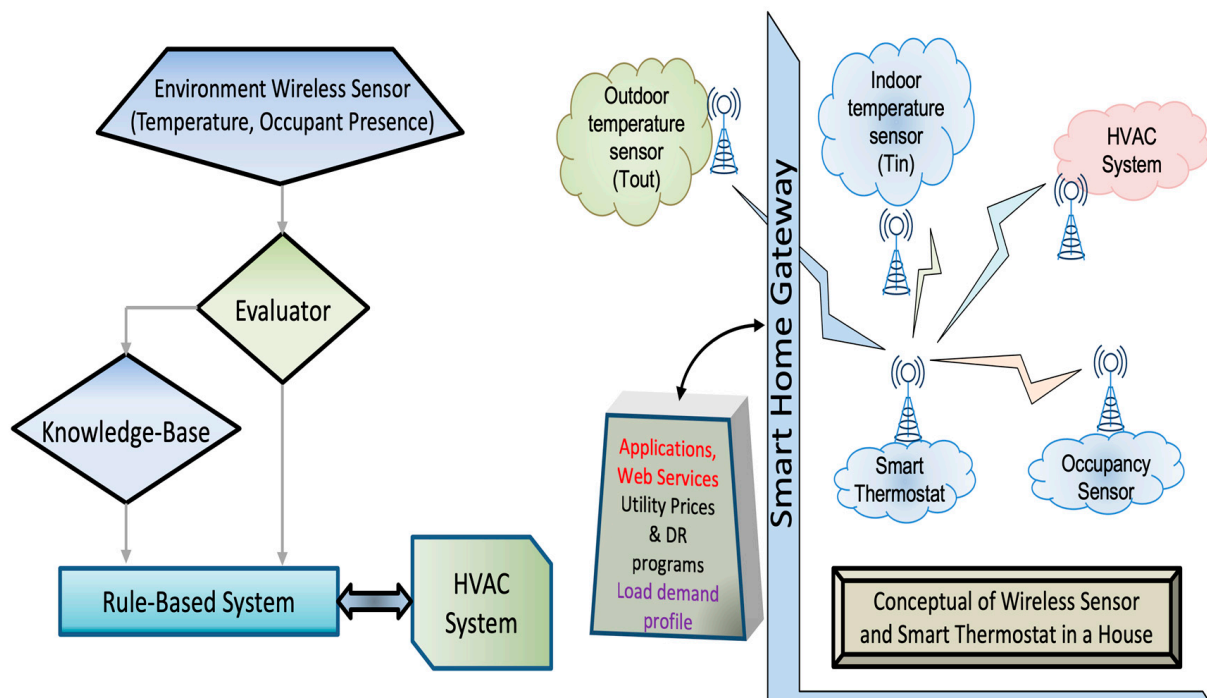 Environment Wireless Sensor
(Temperature, Occupant Presence)
Evaluator
Knowledge-Base
Rule-Based System
HVAC
System
Outdoor
temperature
sensor
(Tout)
Smart Home Gateway
Indoor
temperature
sensor
(Tin)
HVAC
System
Applications,
Web Services
Utility Prices
& DR
programs
Load demand
profile
Smart
Thermostat
Occupancy
Sensor
Conceptual of Wireless Sensor
and Smart Thermostat in a House